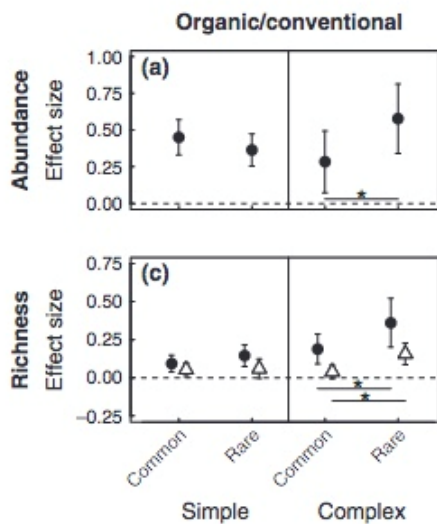 Organic/conventional
(a)
Abundance
Effect size
1.00
0.75
0.50
0.25
0.00
*
(c)
Richness
Effect size
0.75
0.50
0.25
0.00
−0.25
*
*
Common
Rare
Common
Rare
Simple
Complex